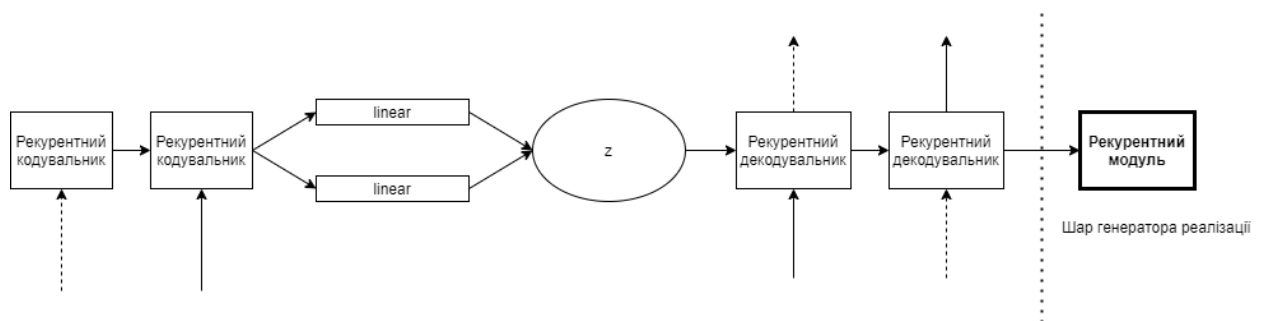 Рекурентний
кодувальник
Рекурентний
кодувальник
linear
linear
z
Рекурентний
декодувальник
Рекурентний
декодувальник
Рекурентний
модуль
Шар генератора реалізації